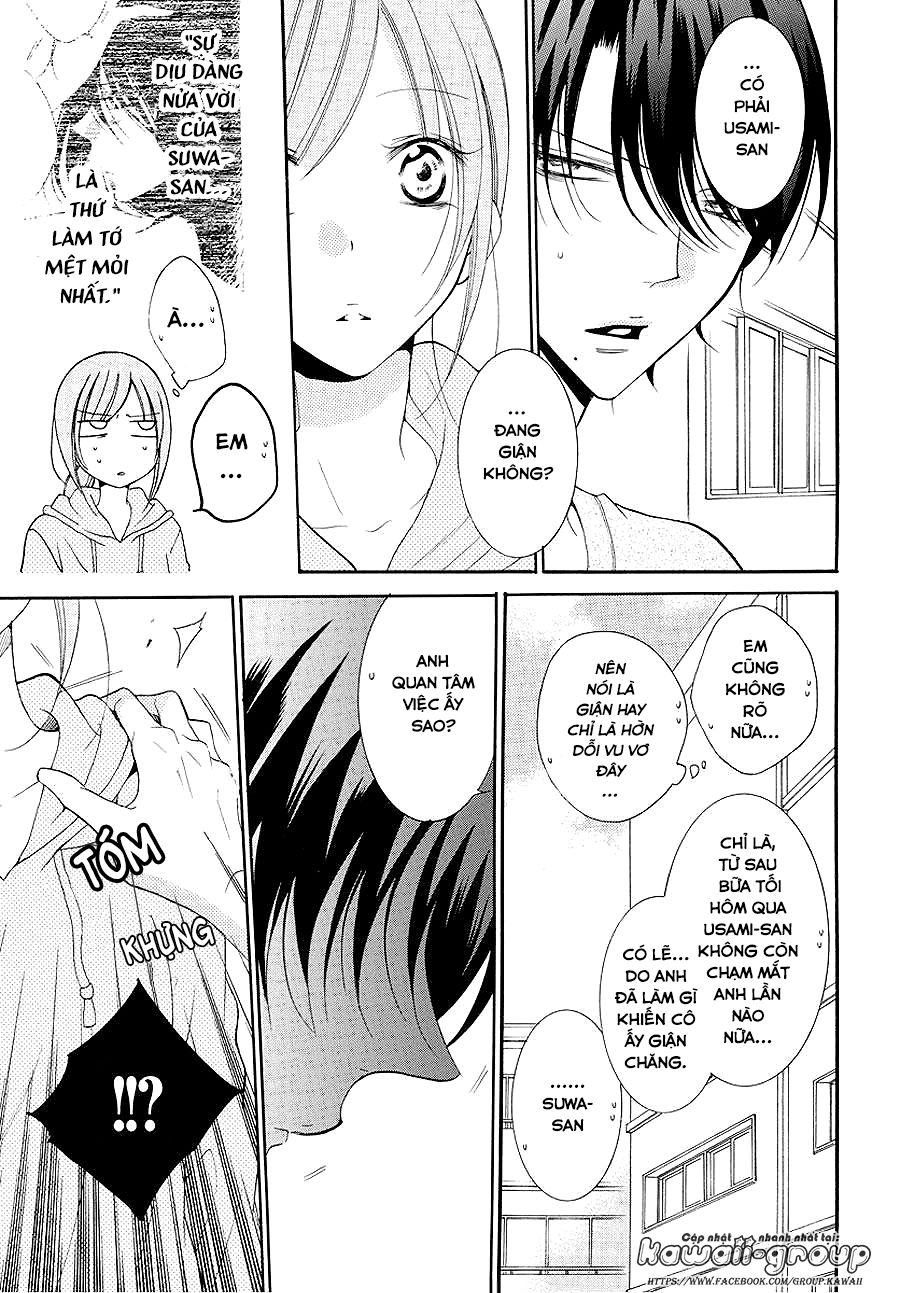 ...
CÓ
PHẢI
USAMI-
SAN
...
ĐANG
GIẬN
KHÔNG?
"SỰ
DỊU DÀNG
NỬA VỜI
CỦA
SUWA-
SAN...
LÀ
THỨ
LÀM TỚ
MỆT MỎI
NHẤT."
À...
EM
...
EM
CŨNG
KHÔNG
RÕ
NỮA...
NÊN
NÓI LÀ
GIẬN HAY
CHỈ LÀ HỜN
DỖI VU VƠ
ĐÂY
...
CHỈ LÀ,
TỪ SAU
BỮA TỐI
HÔM QUA
USAMI-SAN
KHÔNG CÒN
CHẠM MẮT
ANH LẦN
NÀO
NỮA...
CÓ LẼ...
DO ANH
ĐÃ LÀM GÌ
KHIẾN CÔ
ẤY GIẬN
CHĂNG.
......
SUWA-
SAN
ANH
QUAN TÂM
VIỆC ẤY
SAO?
TÓM
KHỰNG
!!?
Cập nhật nhanh nhất tại:
kawaii-group
HTTPS://WWW.FACEBOOK.COM/GROUP.KAWAII